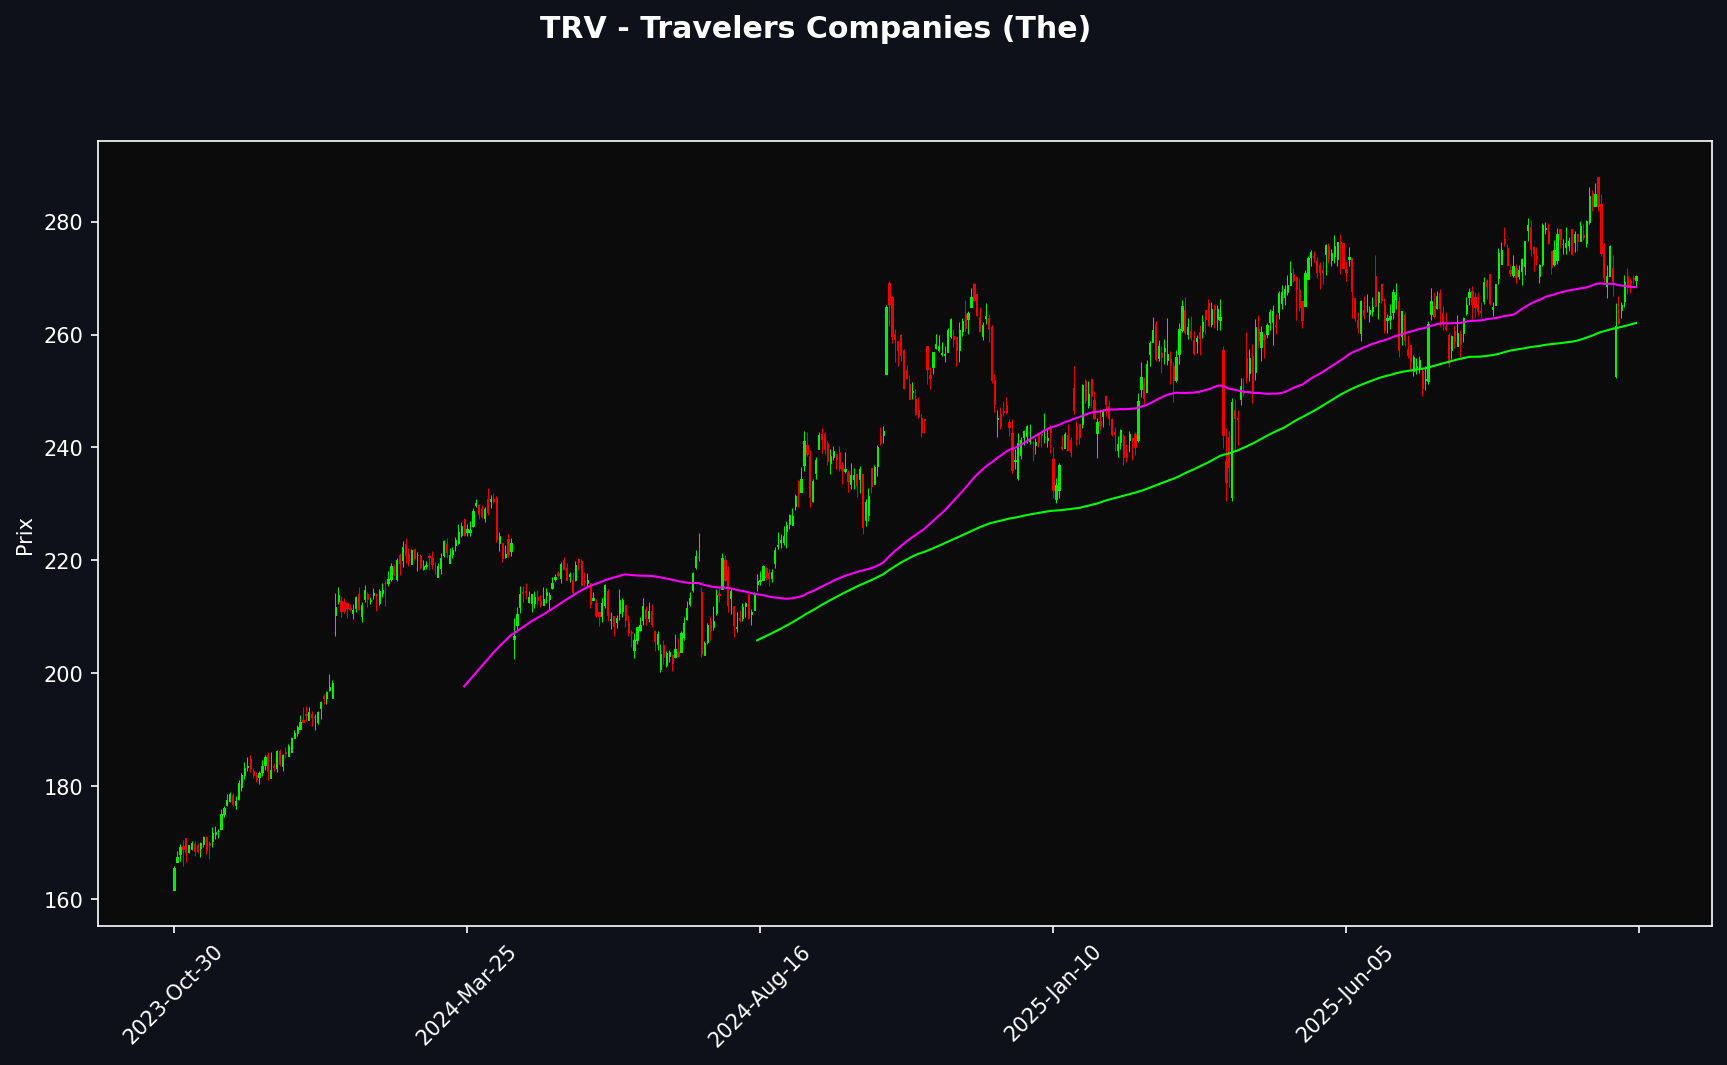 TRV - Travelers Companies (The)
Prix
280
260
240
220
200
180
160
2023-Oct-30
2024-Mar-25
2024-Aug-16
2025-Jan-10
2025-Jun-05